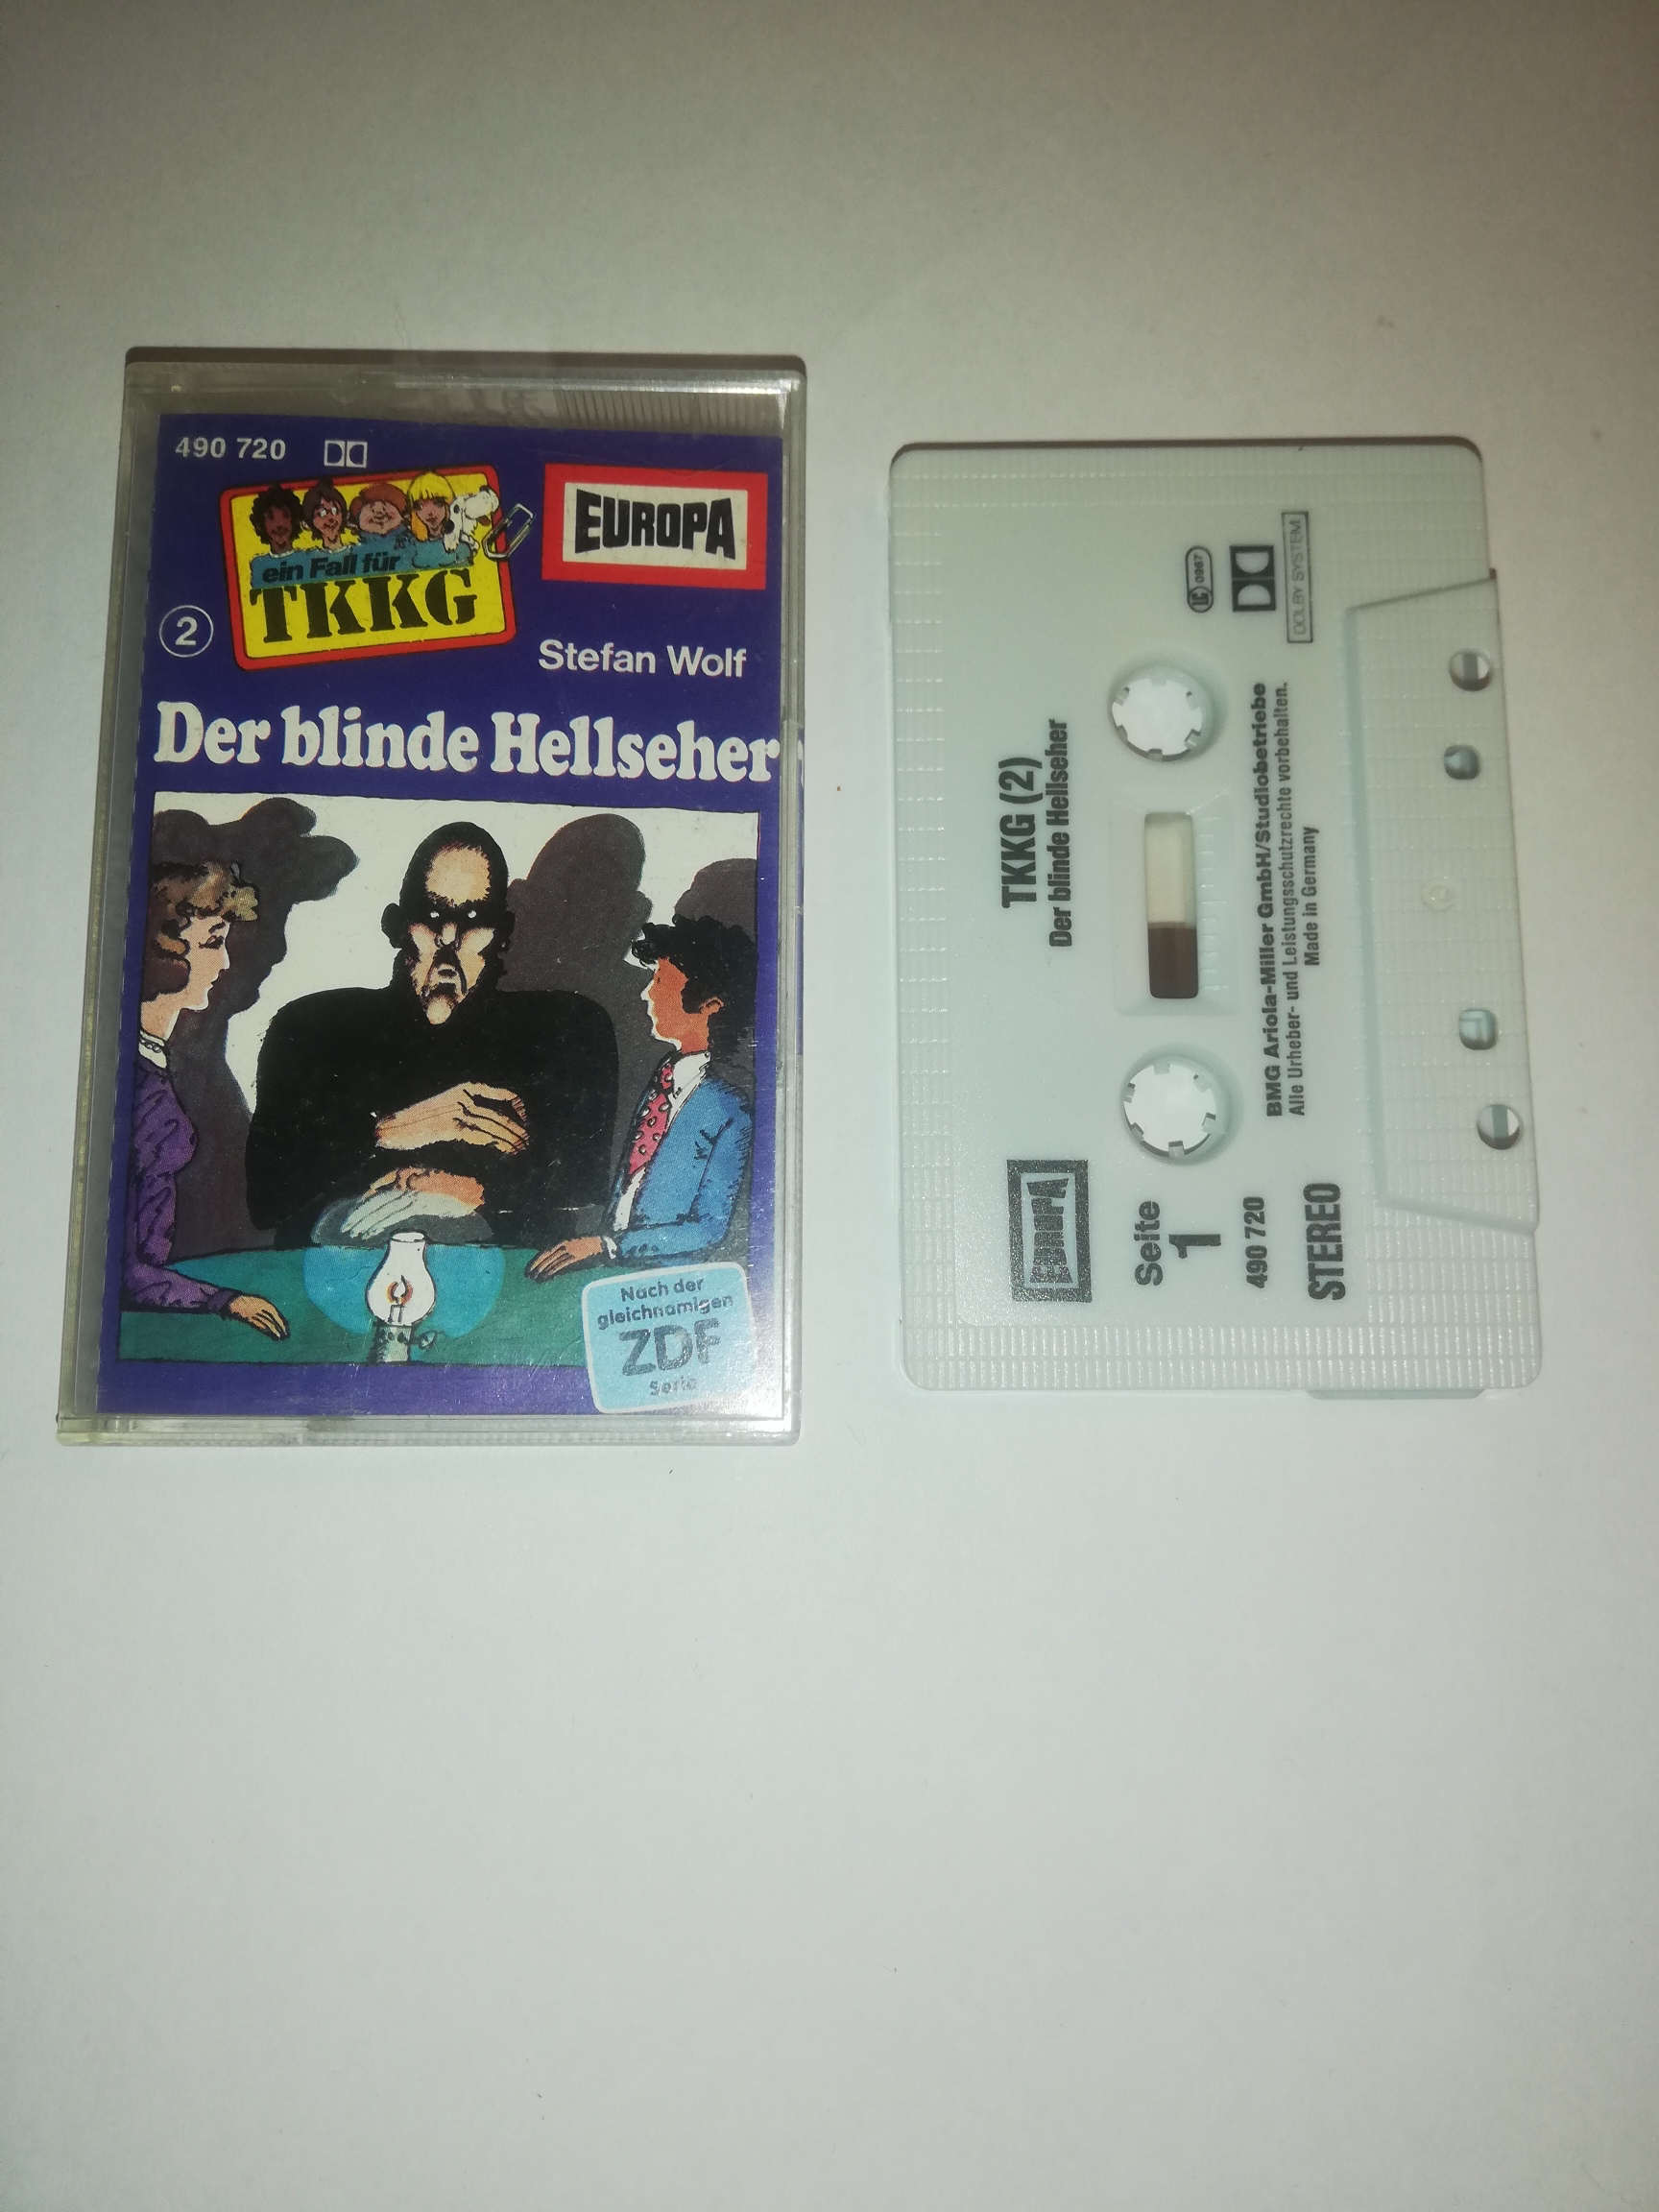 490 720
ein Fall für
TKKG
EUROPA
2
Stefan Wolf
Der blinde Hellseher
Nach der
gleichnamigen
ZDF
Serie
TKKG (2)
Der blinde Hellseher
EUROPA
Seite
1
490 720
STEREO
LC 0967
DOLBY SYSTEM
BMG Ariola-Miller GmbH/Studiobetriebe
Alle Urheber- und Leistungsschutzrechte vorbehalten.
Made in Germany